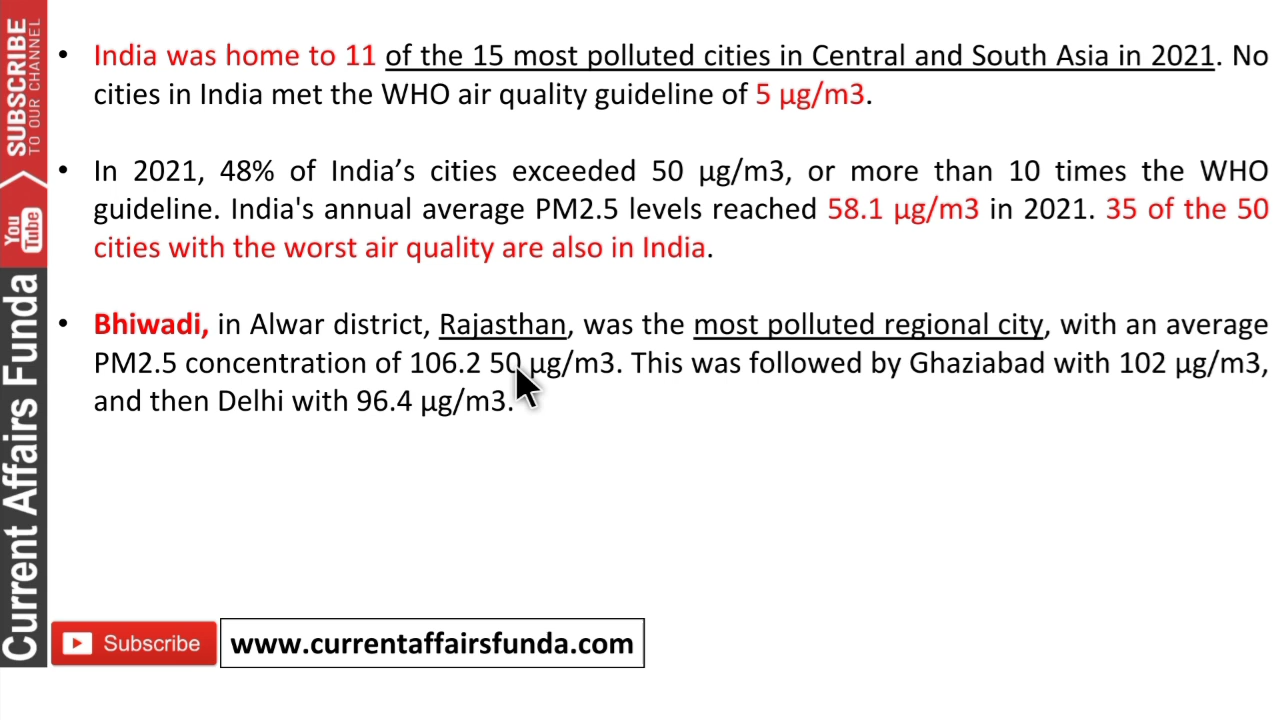 • India was home to 11 of the 15 most polluted cities in Central and South Asia in 2021. No
cities in India met the WHO air quality guideline of 5 µg/m3.
• In 2021, 48% of India’s cities exceeded 50 µg/m3, or more than 10 times the WHO
guideline. India's annual average PM2.5 levels reached 58.1 µg/m3 in 2021. 35 of the 50
cities with the worst air quality are also in India.
• Bhiwadi, in Alwar district, Rajasthan, was the most polluted regional city, with an average
PM2.5 concentration of 106.2 50 µg/m3. This was followed by Ghaziabad with 102 µg/m3,
and then Delhi with 96.4 µg/m3.
SUBSCRIBE
TO OUR CHANNEL
You
Tube
Current Affairs Funda
Subscribe
www.currentaffairsfunda.com